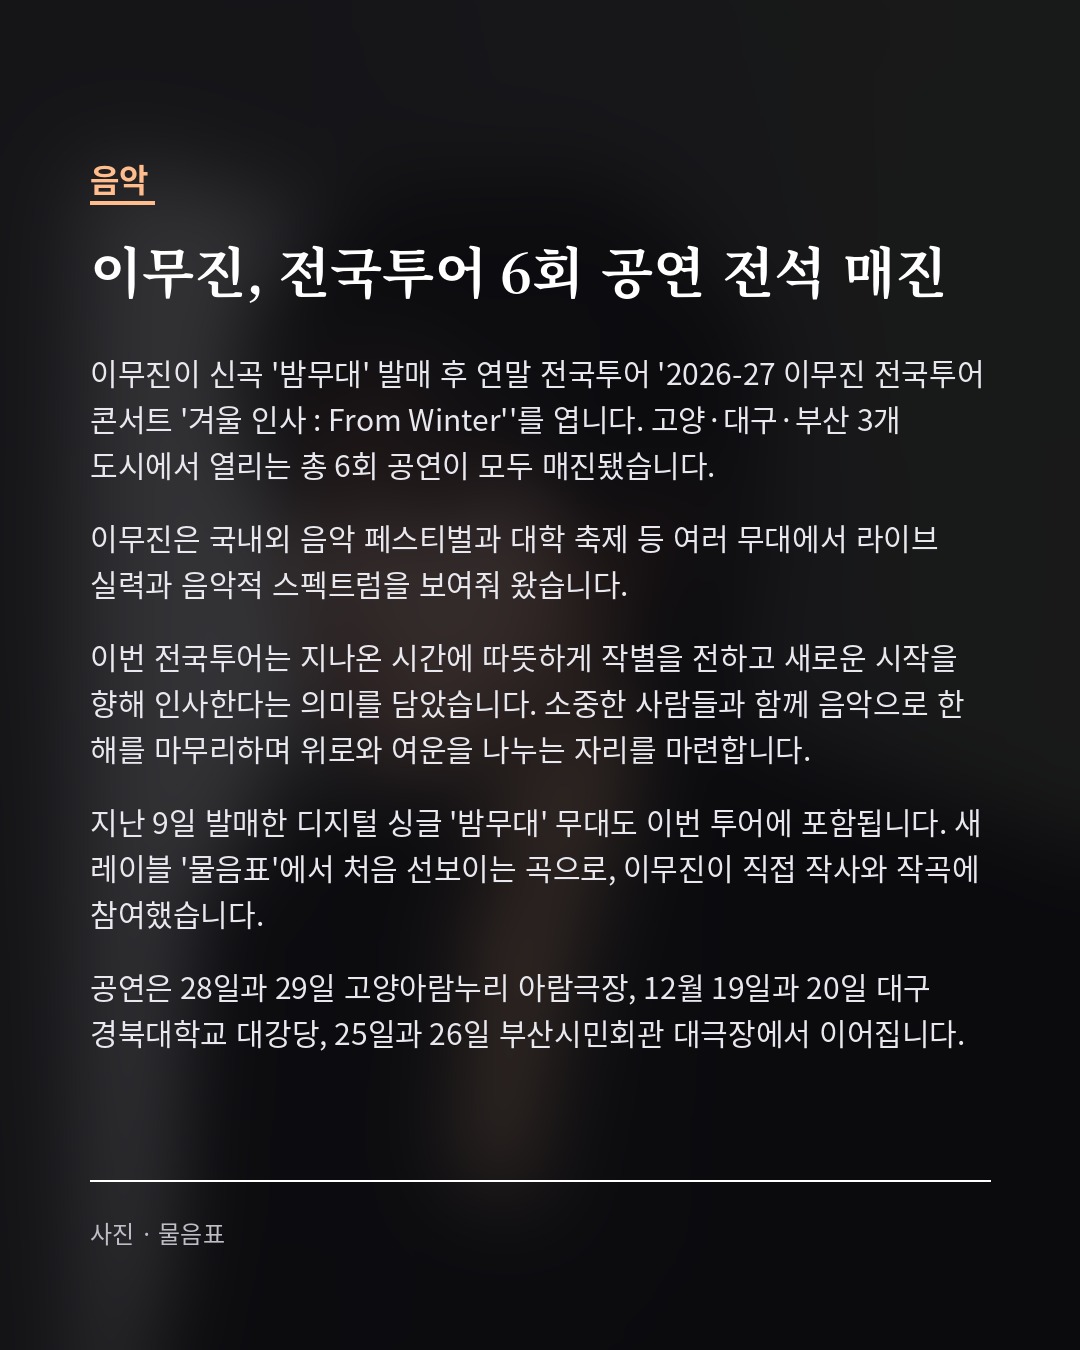 음악
이무진, 전국투어 6회 공연 전석 매진
이무진이 신곡 '밤무대' 발매 후 연말 전국투어 '2026-27 이무진 전국투어
콘서트 '겨울 인사 : From Winter''를 엽니다. 고양·대구·부산 3개
도시에서 열리는 총 6회 공연이 모두 매진됐습니다.
이무진은 국내외 음악 페스티벌과 대학 축제 등 여러 무대에서 라이브
실력과 음악적 스펙트럼을 보여줘 왔습니다.
이번 전국투어는 지나온 시간에 따뜻하게 작별을 전하고 새로운 시작을
향해 인사한다는 의미를 담았습니다. 소중한 사람들과 함께 음악으로 한
해를 마무리하며 위로와 여운을 나누는 자리를 마련합니다.
지난 9일 발매한 디지털 싱글 '밤무대' 무대도 이번 투어에 포함됩니다. 새
레이블 '물음표'에서 처음 선보이는 곡으로, 이무진이 직접 작사와 작곡에
참여했습니다.
공연은 28일과 29일 고양아람누리 아람극장, 12월 19일과 20일 대구
경북대학교 대강당, 25일과 26일 부산시민회관 대극장에서 이어집니다.
사진 · 물음표